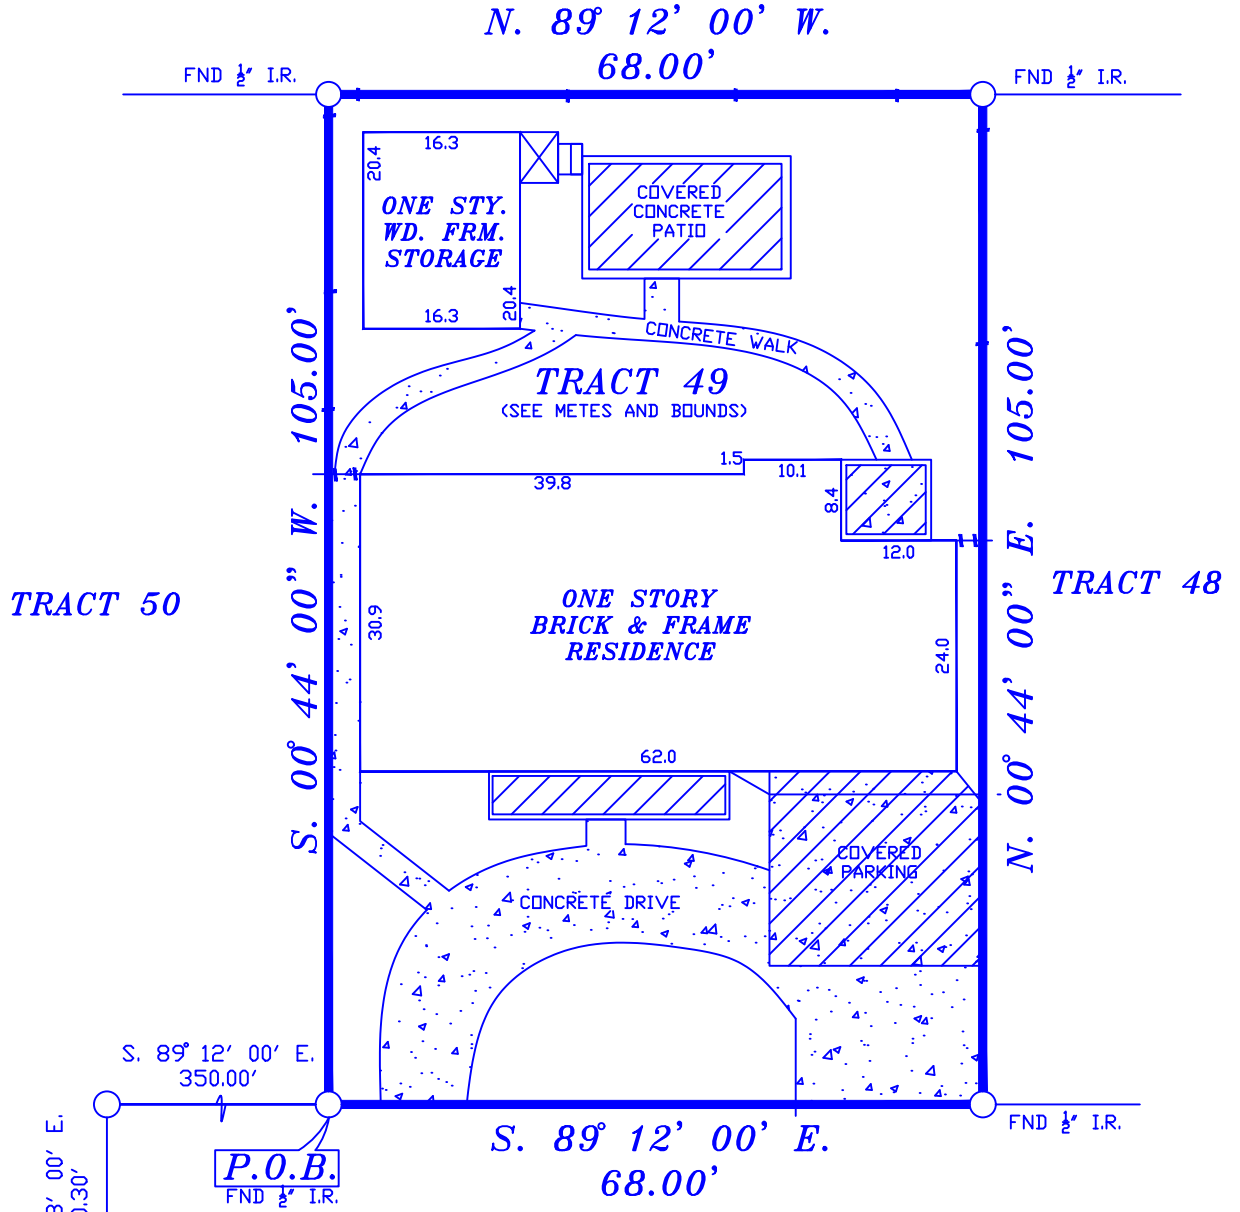 N. 89° 12' 00' W.
68.00'
FND ½" I.R.
FND ½" I.R.
16.3
20.4
ONE STY.
WD. FRM.
STORAGE
16.3
20.4
COVERED
CONCRETE
PATIO
CONCRETE WALK
TRACT 49
(SEE METES AND BOUNDS)
S. 00° 44' 00" W. 105.00'
N. 00° 44' 00" E. 105.00'
39.8
1.5
10.1
8.4
12.0
TRACT 50
TRACT 48
ONE STORY
BRICK & FRAME
RESIDENCE
30.9
24.0
62.0
COVERED
PARKING
CONCRETE DRIVE
S. 89° 12' 00' E.
350.00'
S. 89° 12' 00' E.
68.00'
FND ½" I.R.
P.O.B.
FND ½" I.R.
' 00' E.
.30'